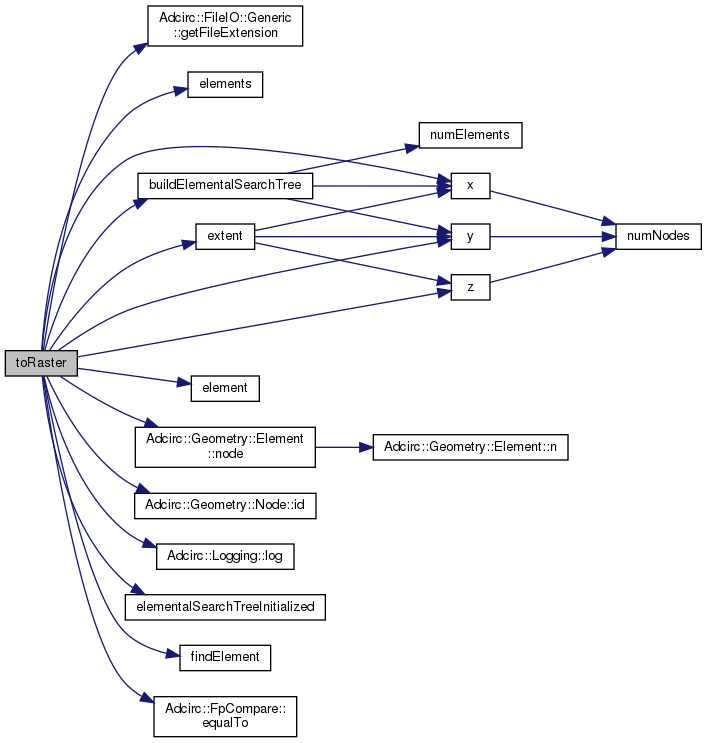 Adcirc::FileIO::Generic
::getFileExtension
elements
numElements
buildElementalSearchTree
x
extent
y
numNodes
z
toRaster
element
Adcirc::Geometry::Element
::node
Adcirc::Geometry::Element::n
Adcirc::Geometry::Node::id
Adcirc::Logging::log
elementalSearchTreeInitialized
findElement
Adcirc::FpCompare::
equalTo